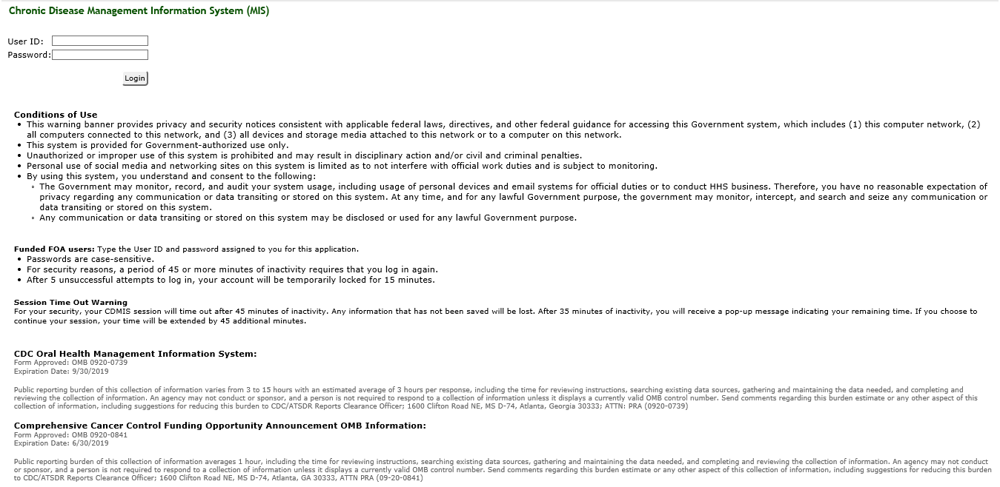 Chronic Disease Management Information System (MIS)
User ID:
Password:
Login
Conditions of Use
• This warning banner provides privacy and security notices consistent with applicable federal laws, directives, and other federal guidance for accessing this Government system, which includes (1) this computer network, (2)
all computers connected to this network, and (3) all devices and storage media attached to this network or to a computer on this network.
• This system is provided for Government-authorized use only.
• Unauthorized or improper use of this system is prohibited and may result in disciplinary action and/or civil and criminal penalties.
• Personal use of social media and networking sites on this system is limited as to not interfere with official work duties and is subject to monitoring.
• By using this system, you understand and consent to the following:
◦ The Government may monitor, record, and audit your system usage, including usage of personal devices and email systems for official duties or to conduct HHS business. Therefore, you have no reasonable expectation of
privacy regarding any communication or data transiting or stored on this system. At any time, and for any lawful Government purpose, the government may monitor, intercept, and search and seize any communication or
data transiting or stored on this system.
◦ Any communication or data transiting or stored on this system may be disclosed or used for any lawful Government purpose.
Funded FOA users: Type the User ID and password assigned to you for this application.
• Passwords are case-sensitive.
• For security reasons, a period of 45 or more minutes of inactivity requires that you log in again.
• After 5 unsuccessful attempts to log in, your account will be temporarily locked for 15 minutes.
Session Time Out Warning
For your security, your CDMIS session will time out after 45 minutes of inactivity. Any information that has not been saved will be lost. After 35 minutes of inactivity, you will receive a pop-up message indicating your remaining time. If you choose to
continue your session, your time will be extended by 45 additional minutes.
CDC Oral Health Management Information System:
Form Approved: OMB 0920-0739
Expiration Date: 9/30/2019
Public reporting burden of this collection of information varies from 3 to 15 hours with an estimated average of 3 hours per response, including the time for reviewing instructions, searching existing data sources, gathering and maintaining the data needed, and completing and
reviewing the collection of information. An agency may not conduct or sponsor, and a person is not required to respond to a collection of information unless it displays a currently valid OMB control number. Send comments regarding this burden estimate or any other aspect of this
collection of information, including suggestions for reducing this burden to CDC/ATSDR Reports Clearance Officer; 1600 Clifton Road NE, MS D-74, Atlanta, Georgia 30333; ATTN: PRA (0920-0739)
Comprehensive Cancer Control Funding Opportunity Announcement OMB Information:
Form Approved: OMB 0920-0841
Expiration Date: 6/30/2019
Public reporting burden of this collection of information averages 1 hour, including the time for reviewing instructions, searching existing data sources, gathering and maintaining the data needed, and completing and reviewing the collection of information. An agency may not conduct
or sponsor, and a person is not required to respond to a collection of information unless it displays a currently valid OMB control number. Send comments regarding this burden estimate or any other aspect of this collection of information, including suggestions for reducing this burden
to CDC/ATSDR Reports Clearance Officer; 1600 Clifton Road NE, MS D-74, Atlanta, GA 30333, ATTN PRA (09-20-0841)